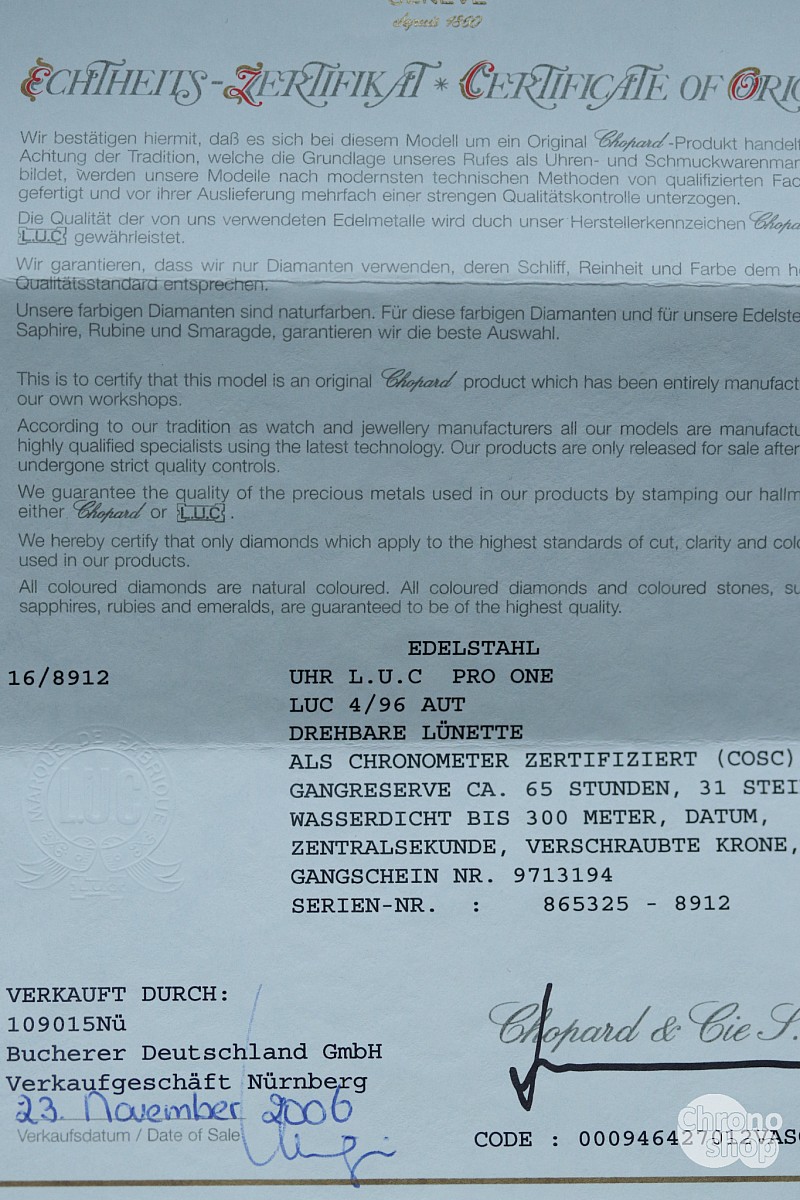 GENÈVE
depuis 1860
ECHTHEITS-ZERTIFIKAT * CERTIFICATE OF ORIG
Wir bestätigen hiermit, daß es sich bei diesem Modell um ein Original Chopard-Produkt handelt
Achtung der Tradition, welche die Grundlage unseres Rufes als Uhren- und Schmuckwarenman
bildet, werden unsere Modelle nach modernsten technischen Methoden von qualifizierten Fac
gefertigt und vor ihrer Auslieferung mehrfach einer strengen Qualitätskontrolle unterzogen.
Die Qualität der von uns verwendeten Edelmetalle wird duch unser Herstellerkennzeichen Chopa
L.U.C gewährleistet.
Wir garantieren, dass wir nur Diamanten verwenden, deren Schliff, Reinheit und Farbe dem h
Qualitätsstandard entsprechen.
Unsere farbigen Diamanten sind naturfarben. Für diese farbigen Diamanten und für unsere Edelste
Saphire, Rubine und Smaragde, garantieren wir die beste Auswahl.
This is to certify that this model is an original Chopard product which has been entirely manufact
our own workshops.
According to our tradition as watch and jewellery manufacturers all our models are manufactu
highly qualified specialists using the latest technology. Our products are only released for sale after
undergone strict quality controls.
We guarantee the quality of the precious metals used in our products by stamping our hallm
either Chopard or L.U.C.
We hereby certify that only diamonds which apply to the highest standards of cut, clarity and colo
used in our products.
All coloured diamonds are natural coloured. All coloured diamonds and coloured stones, su
sapphires, rubies and emeralds, are guaranteed to be of the highest quality.
EDELSTAHL
16/8912 UHR L.U.C PRO ONE
LUC 4/96 AUT
DREHBARE LÜNETTE
ALS CHRONOMETER ZERTIFIZIERT (COSC)
GANGRESERVE CA. 65 STUNDEN, 31 STEI
WASSERDICHT BIS 300 METER, DATUM,
ZENTRALSEKUNDE, VERSCHRAUBTE KRONE,
GANGSCHEIN NR. 9713194
SERIEN-NR. : 865325 - 8912
MARQUE DE FABRIQUE
L.U.C
VERKAUFT DURCH:
109015Nü
Bucherer Deutschland GmbH
Verkaufgeschäft Nürnberg
23. November 2006
Verkaufsdatum / Date of Sale
Chopard & Cie S.
CODE : 000946427012VAS
Chrono
shop